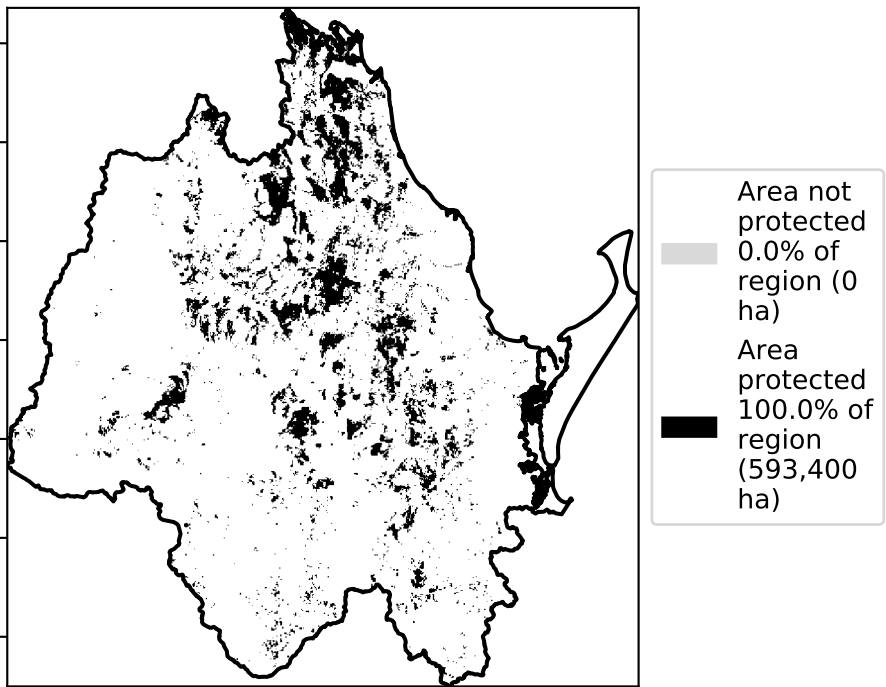 Area not
protected
0.0% of
region (0
ha)
Area
protected
100.0% of
region
(593,400
ha)